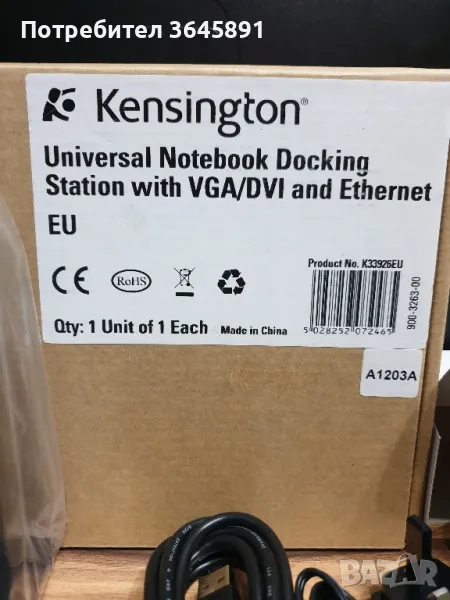 Потребител 3645891
Kensington®
Universal Notebook Docking
Station with VGA/DVI and Ethernet
EU
CE RoHS
Product No. K33926EU
5 028252 072465
900-3263-00
Qty: 1 Unit of 1 Each Made in China
A1203A
bazar